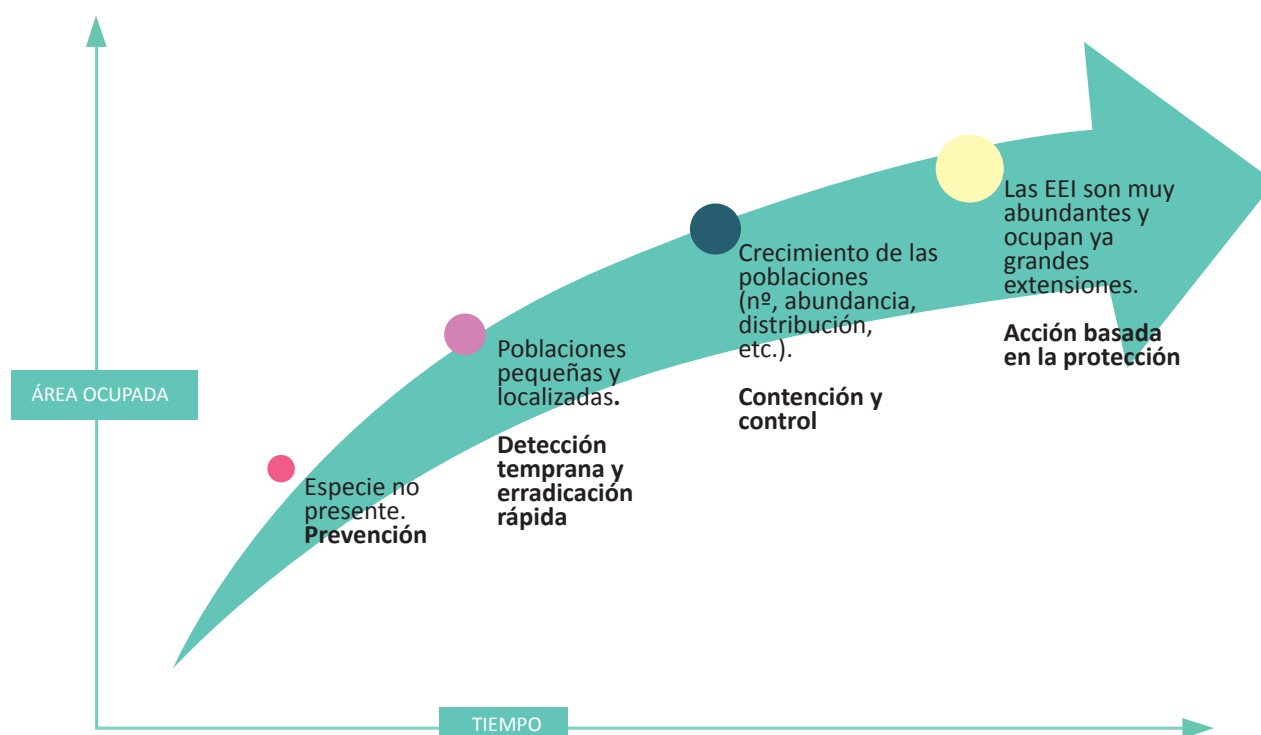 ÁREA OCUPADA
Especie no
presente.
Prevención
Poblaciones
pequeñas y
localizadas.
Detección
temprana y
erradicación
rápida
Crecimiento de las
poblaciones
(nº, abundancia,
distribución,
etc.).
Contención y
control
Las EEI son muy
abundantes y
ocupan ya
grandes
extensiones.
Acción basada
en la protección
TIEMPO